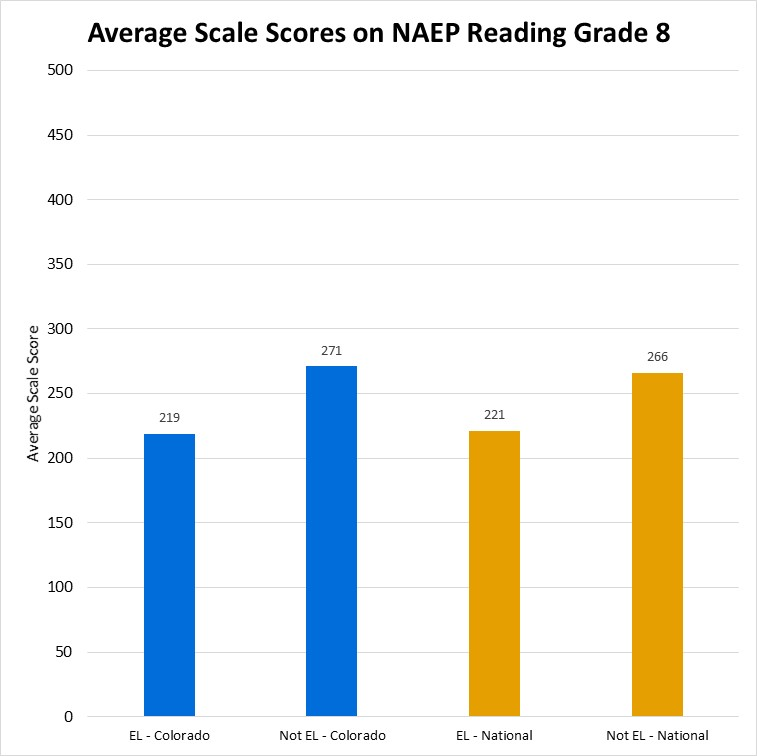 Average Scale Scores on NAEP Reading Grade 8
500
450
400
350
300
250
200
150
100
50
0
Average Scale Score
219
271
221
266
EL - Colorado
Not EL - Colorado
EL - National
Not EL - National